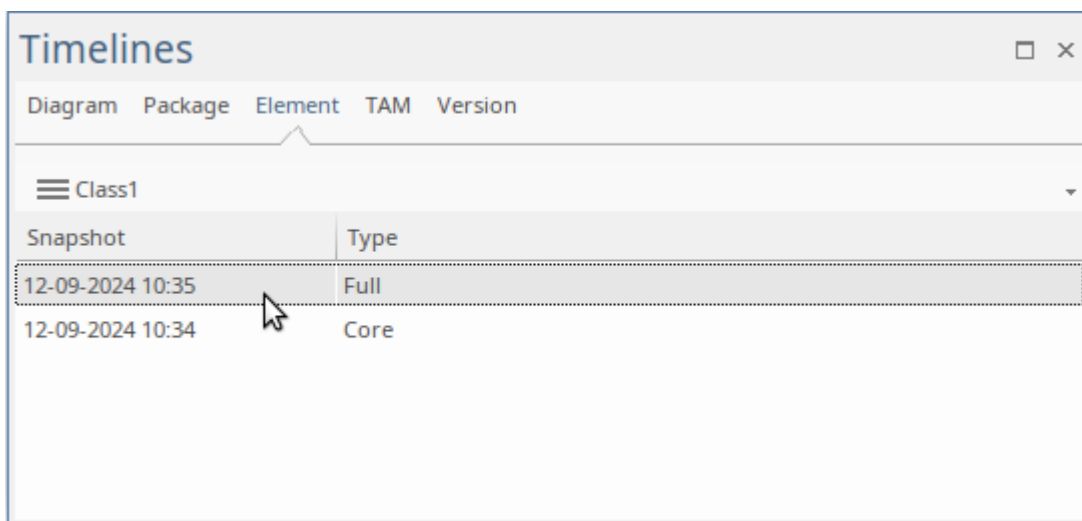 Timelines
Diagram Package Element TAM Version
Class1
Snapshot Type
12-09-2024 10:35 Full
12-09-2024 10:34 Core